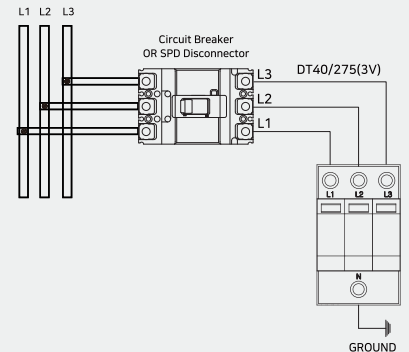 L1 L2 L3
Circuit Breaker
OR SPD Disconnector
L3
DT40/275(3V)
L2
L1
L1 L2 L3
N
GROUND